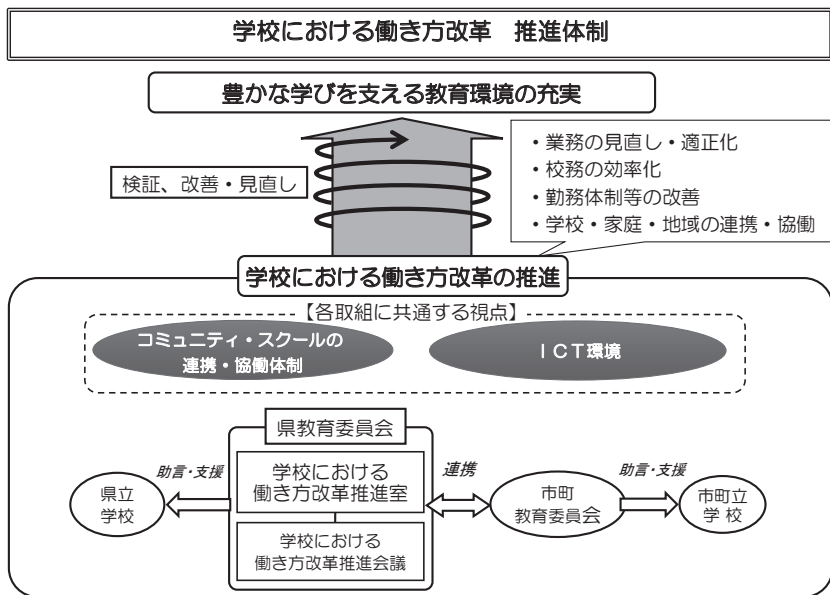 学校における働き方改革　推進体制
豊かな学びを支える教育環境の充実
検証、改善・見直し
・業務の見直し・適正化
・校務の効率化
・勤務体制等の改善
・学校・家庭・地域の連携・協働
学校における働き方改革の推進
【各取組に共通する視点】
コミュニティ・スクールの
連携・協働体制
ＩＣＴ環境
県教育委員会
県立
学校
助言・支援
学校における
働き方改革推進室
学校における
働き方改革推進会議
連携
市町
教育委員会
助言・支援
市町立
学 校